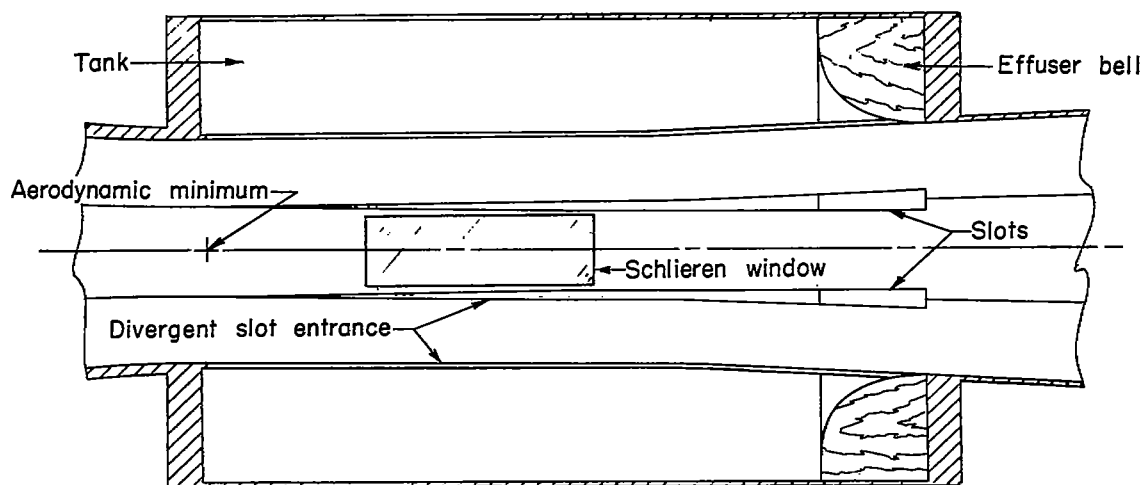 Tank
Effuser bell
Aerodynamic minimum
Slots
Schlieren window
Divergent slot entrance